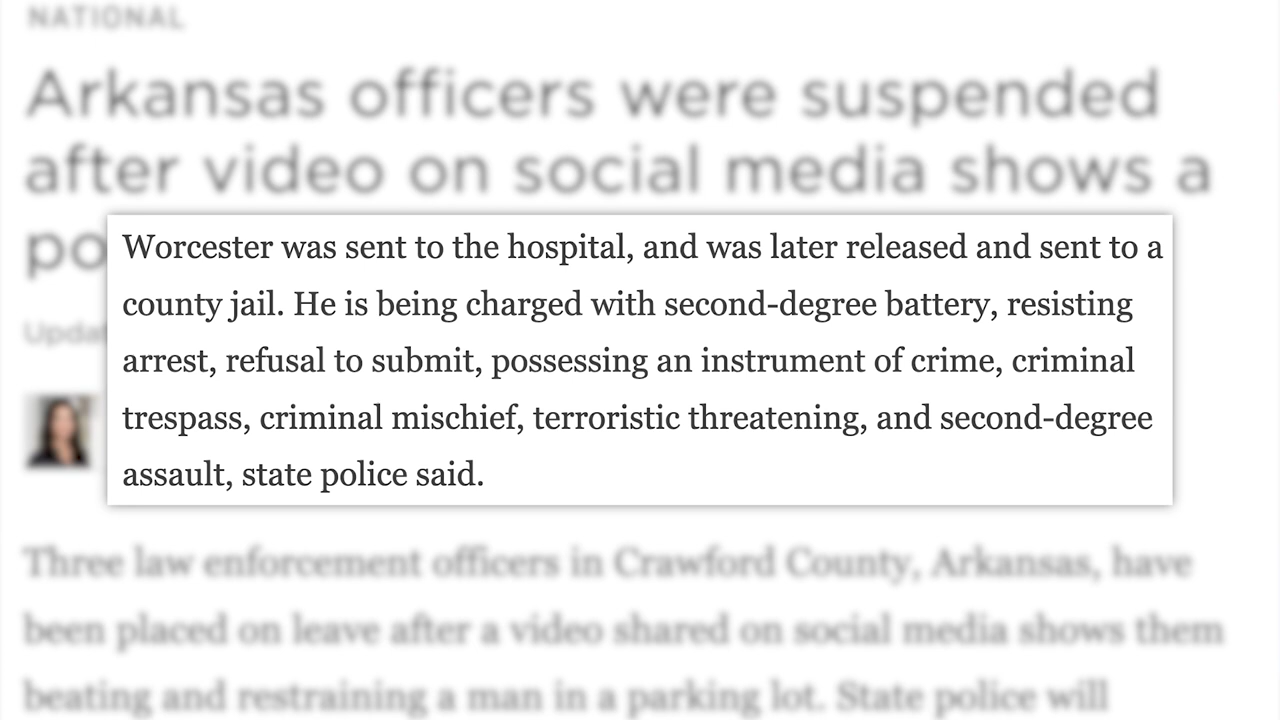 NATIONAL
Arkansas officers were suspended
after video on social media shows a
po
Worcester was sent to the hospital, and was later released and sent to a
county jail. He is being charged with second-degree battery, resisting
arrest, refusal to submit, possessing an instrument of crime, criminal
trespass, criminal mischief, terroristic threatening, and second-degree
assault, state police said.
Updat
Three law enforcement officers in Crawford County, Arkansas, have
been placed on leave after a video shared on social media shows them
beating and restraining a man in a parking lot. State police will